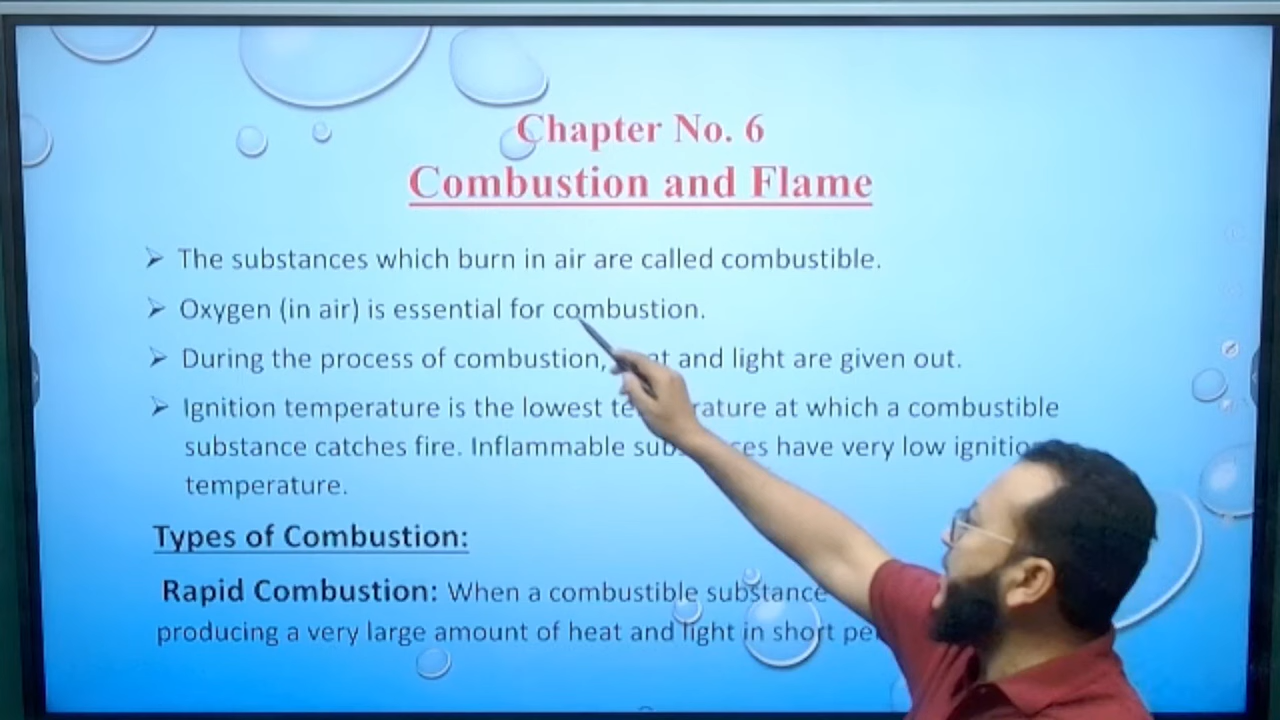 Chapter No. 6
Combustion and Flame
➢ The substances which burn in air are called combustible.
➢ Oxygen (in air) is essential for combustion.
➢ During the process of combustion, and light are given out.
➢ Ignition temperature is the lowest at which a combustible
substance catches fire. Inflammable have very low
temperature.
Types of Combustion:
Rapid Combustion: When a combustible substance
producing a very large amount of heat and light in short